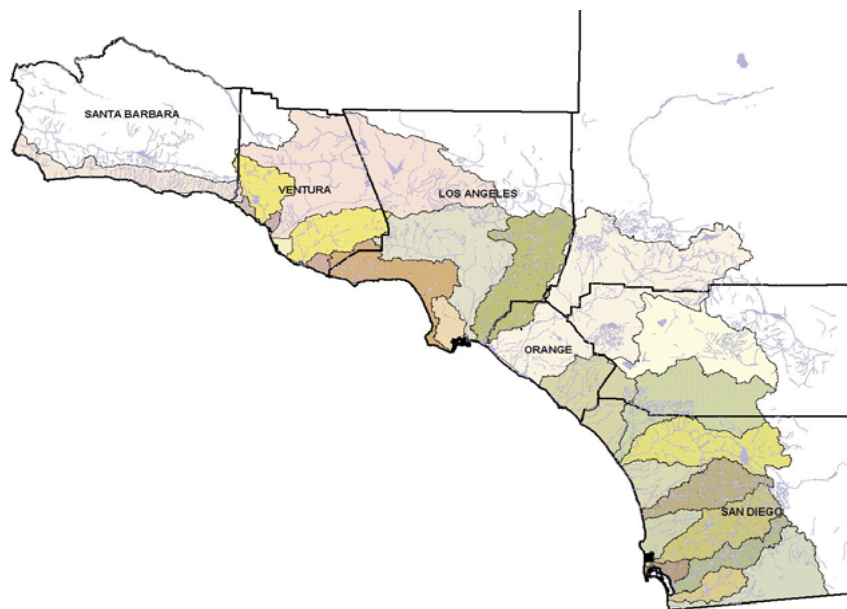 SANTA BARBARA
VENTURA
LOS ANGELES
ORANGE
SAN DIEGO